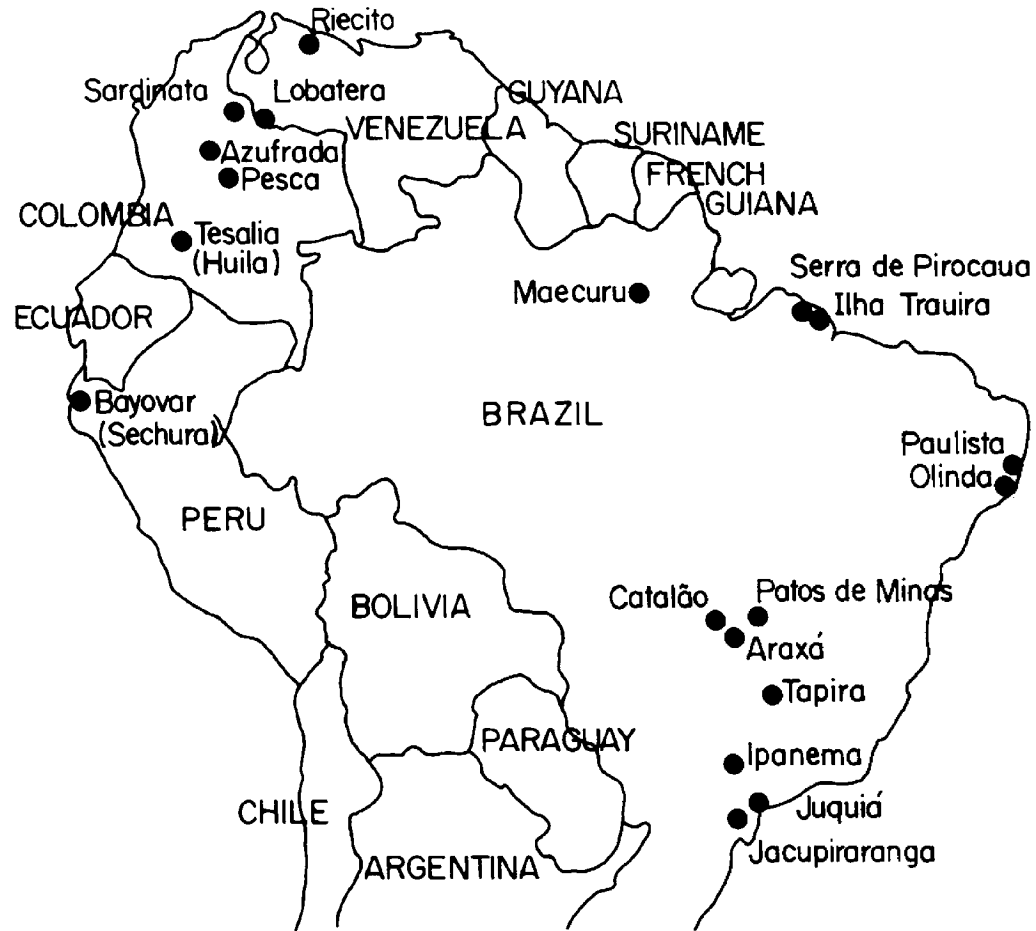 Riecito
Sardinata
Lobatera
GUYANA
VENEZUELA
SURINAME
Azufrada
FRENCH
GUIANA
Pesca
COLOMBIA
Tesalia
(Huila)
Serra de Pirocaua
Maecuru
Ilha Trauira
ECUADOR
Bayovar
(Sechura)
BRAZIL
Paulista
Olinda
PERU
BOLIVIA
Catalão
Patos de Minas
Araxá
Tapira
PARAGUAY
Ipanema
CHILE
Juquiá
Jacupiraranga
ARGENTINA